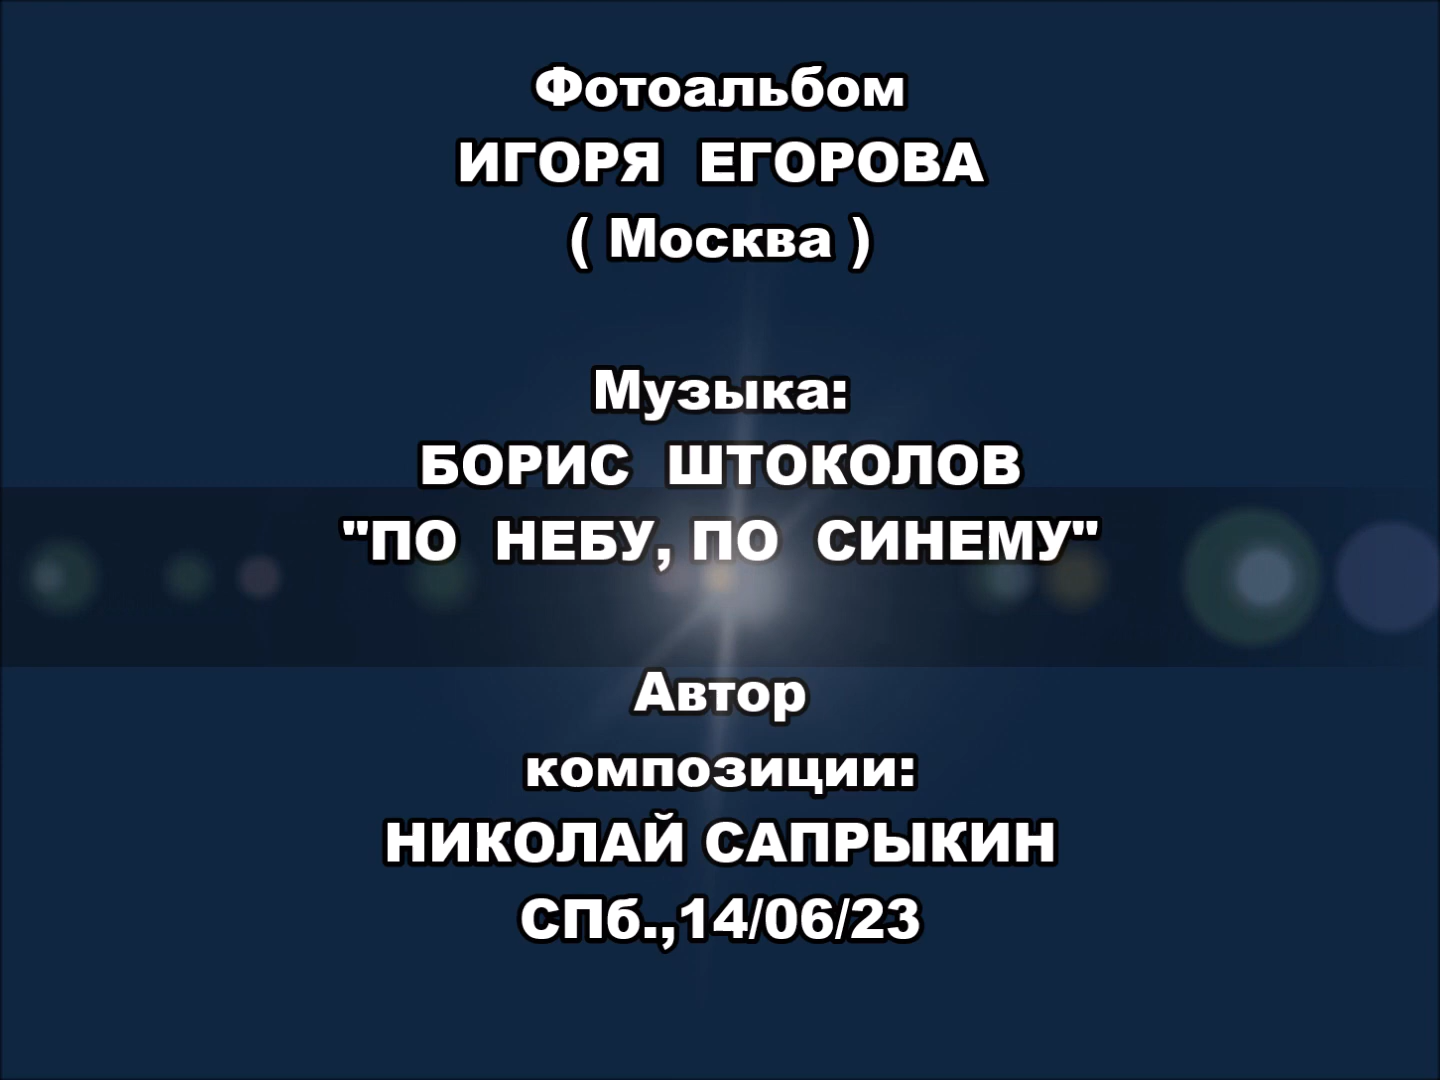 Фотоальбом
ИГОРЯ ЕГОРОВА
( Москва )
Музыка:
БОРИС ШТОКОЛОВ
"ПО НЕБУ, ПО СИНЕМУ"
Автор
композиции:
НИКОЛАЙ САПРЫКИН
СПб.,14/06/23